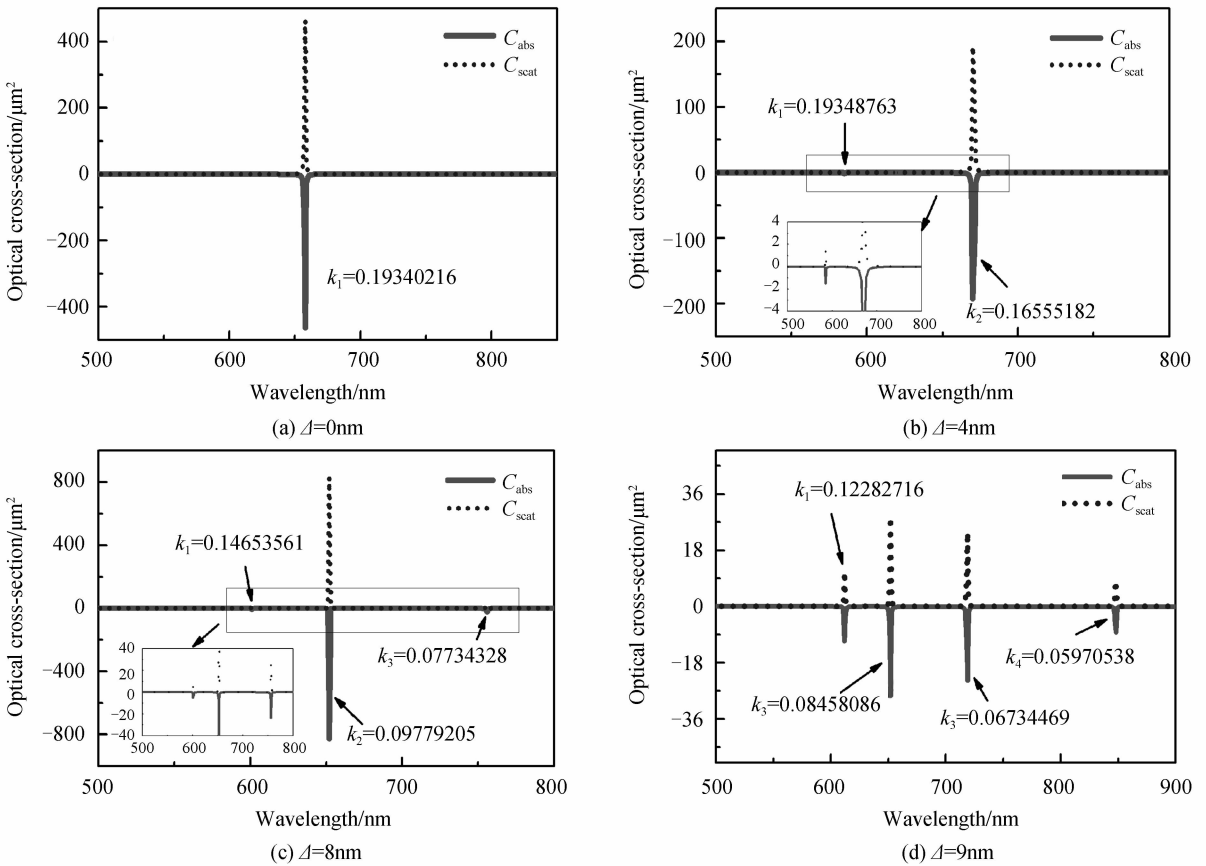 400
200
0
−200
−400
Optical cross-section/μm²
C_abs
C_scat
k₁=0.19340216
500 600 700 800
Wavelength/nm
(a) Δ=0nm
200
100
0
−100
−200
Optical cross-section/μm²
C_abs
C_scat
k₁=0.19348763
4
2
0
−2
−4
500 600 700 800
k₂=0.16555182
500 600 700 800
Wavelength/nm
(b) Δ=4nm
800
400
0
−400
−800
Optical cross-section/μm²
C_abs
C_scat
k₁=0.14653561
k₃=0.07734328
40
20
0
−20
−40
500 600 700 800
k₂=0.09779205
500 600 700 800
Wavelength/nm
(c) Δ=8nm
36
18
0
−18
−36
Optical cross-section/μm²
k₁=0.12282716
C_abs
C_scat
k₄=0.05970538
k₃=0.08458086
k₃=0.06734469
500 600 700 800 900
Wavelength/nm
(d) Δ=9nm